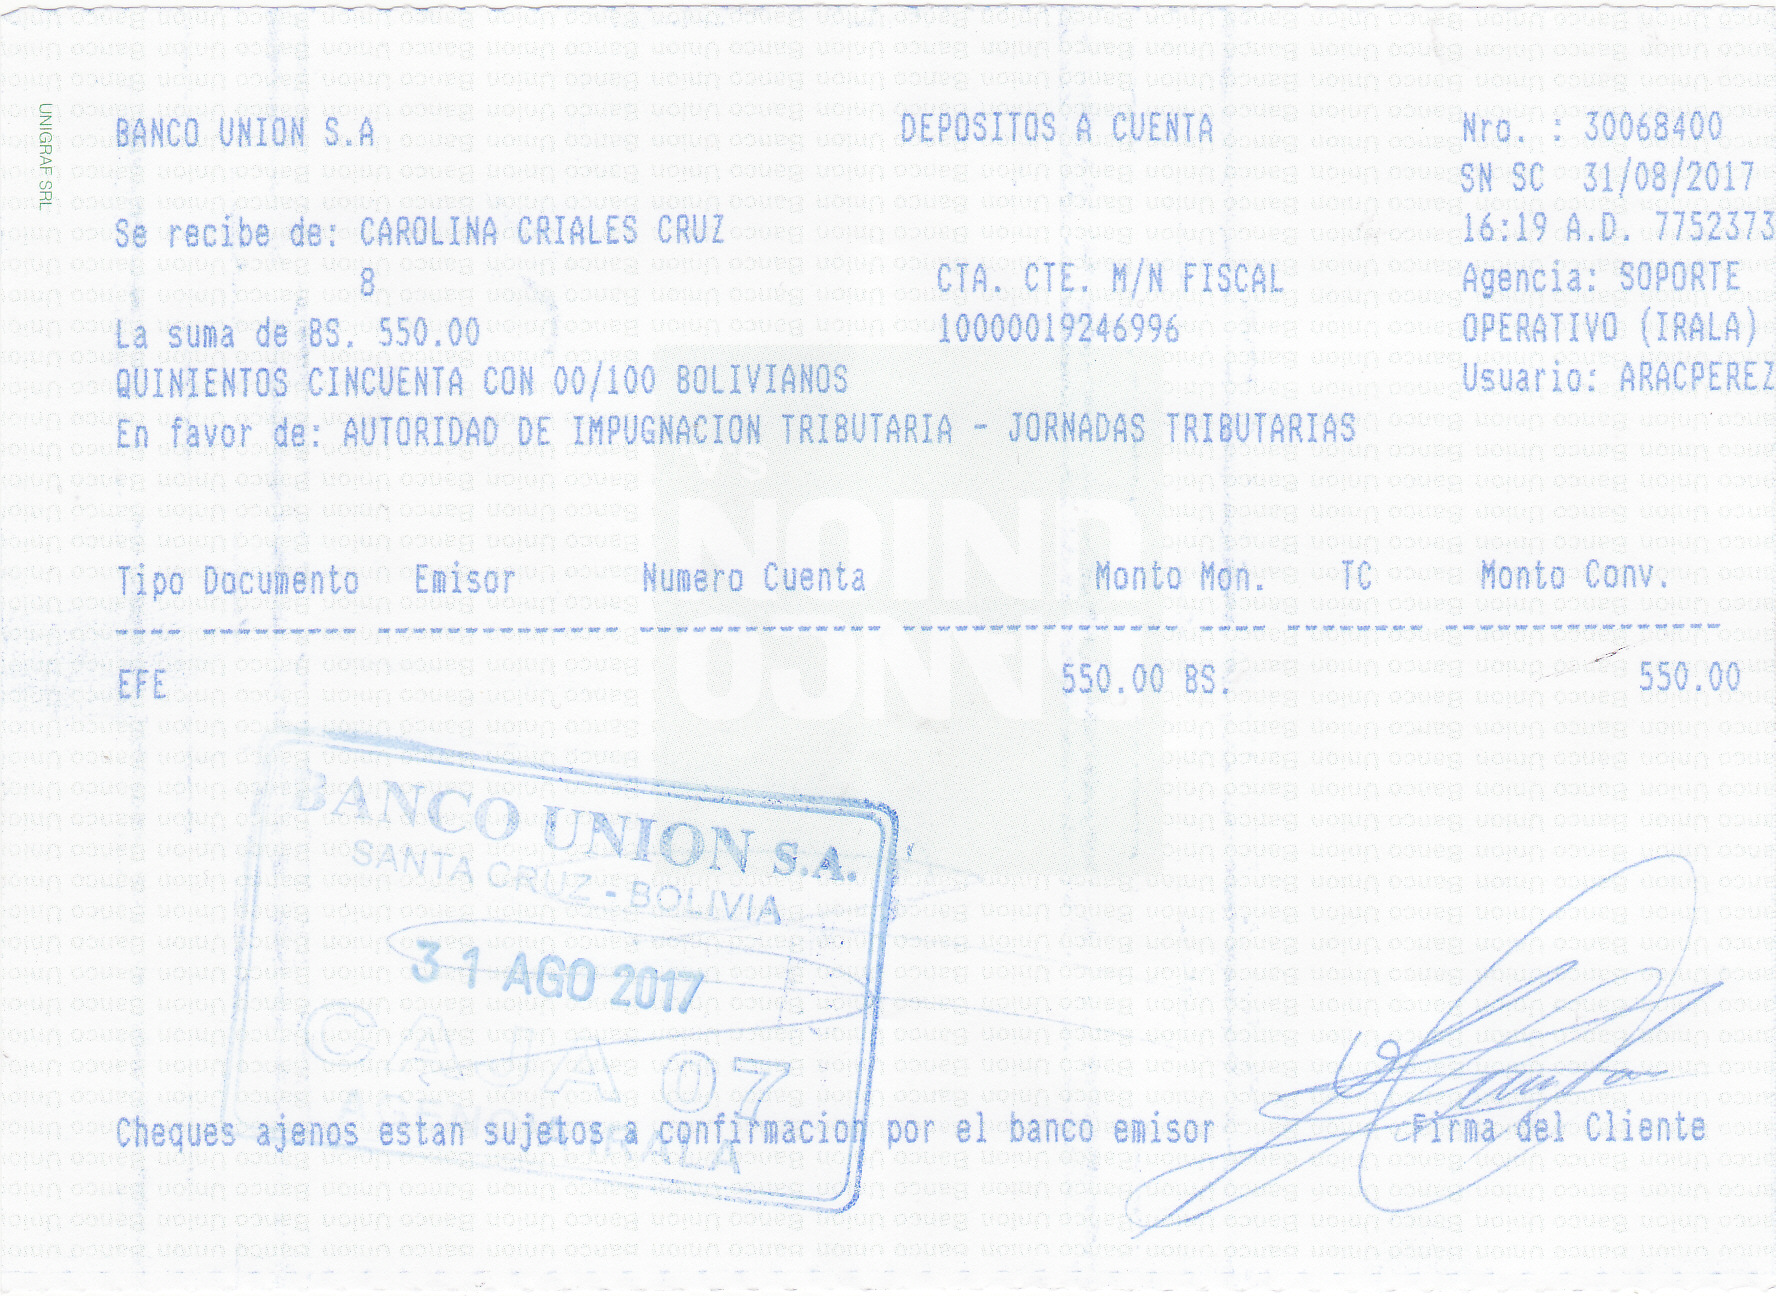 UNIGRAF SRL
BANCO UNION S.A DEPOSITOS A CUENTA Nro. : 30068400
SN SC 31/08/2017
Se recibe de: CAROLINA CRIALES CRUZ 16:19 A.D. 7752373
8 CTA. CTE. M/N FISCAL Agencia: SOPORTE
La suma de BS. 550.00 10000019246996 OPERATIVO (IRALA)
QUINIENTOS CINCUENTA CON 00/100 BOLIVIANOS Usuario: ARACPEREZ
En favor de: AUTORIDAD DE IMPUGNACION TRIBUTARIA - JORNADAS TRIBUTARIAS
BANCO UNION S.A.
Tipo Documento Emisor Numero Cuenta Monto Mon. TC Monto Conv.
EFE 550.00 BS. 550.00
BANCO UNION S.A.
SANTA CRUZ - BOLIVIA
31 AGO 2017
CAJA 07
IRALA
Cheques ajenos estan sujetos a confirmacion por el banco emisor Firma del Cliente